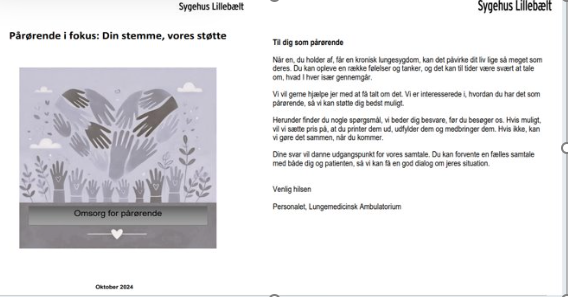 Sygehus Lillebælt
Pårørende i fokus: Din stemme, vores støtte
Omsorg for pårørende
Oktober 2024
Sygehus Lillebælt
Til dig som pårørende
Når en, du holder af, får en kronisk lungesygdom, kan det påvirke dit liv lige så meget som
deres. Du kan opleve en række følelser og tanker, og det kan til tider være svært at tale
om, hvad I hver især gennemgår.
Vi vil gerne hjælpe jer med at få talt om det. Vi er interesserede i, hvordan du har det som
pårørende, så vi kan støtte dig bedst muligt.
Herunder finder du nogle spørgsmål, vi beder dig besvare, før du besøger os. Hvis muligt,
vil vi sætte pris på, at du printer dem ud, udfylder dem og medbringer dem. Hvis ikke, kan
vi gøre det sammen, når du kommer.
Dine svar vil danne udgangspunkt for vores samtale. Du kan forvente en fælles samtale
med både dig og patienten, så vi kan få en god dialog om jeres situation.
Venlig hilsen
Personalet, Lungemedicinsk Ambulatorium